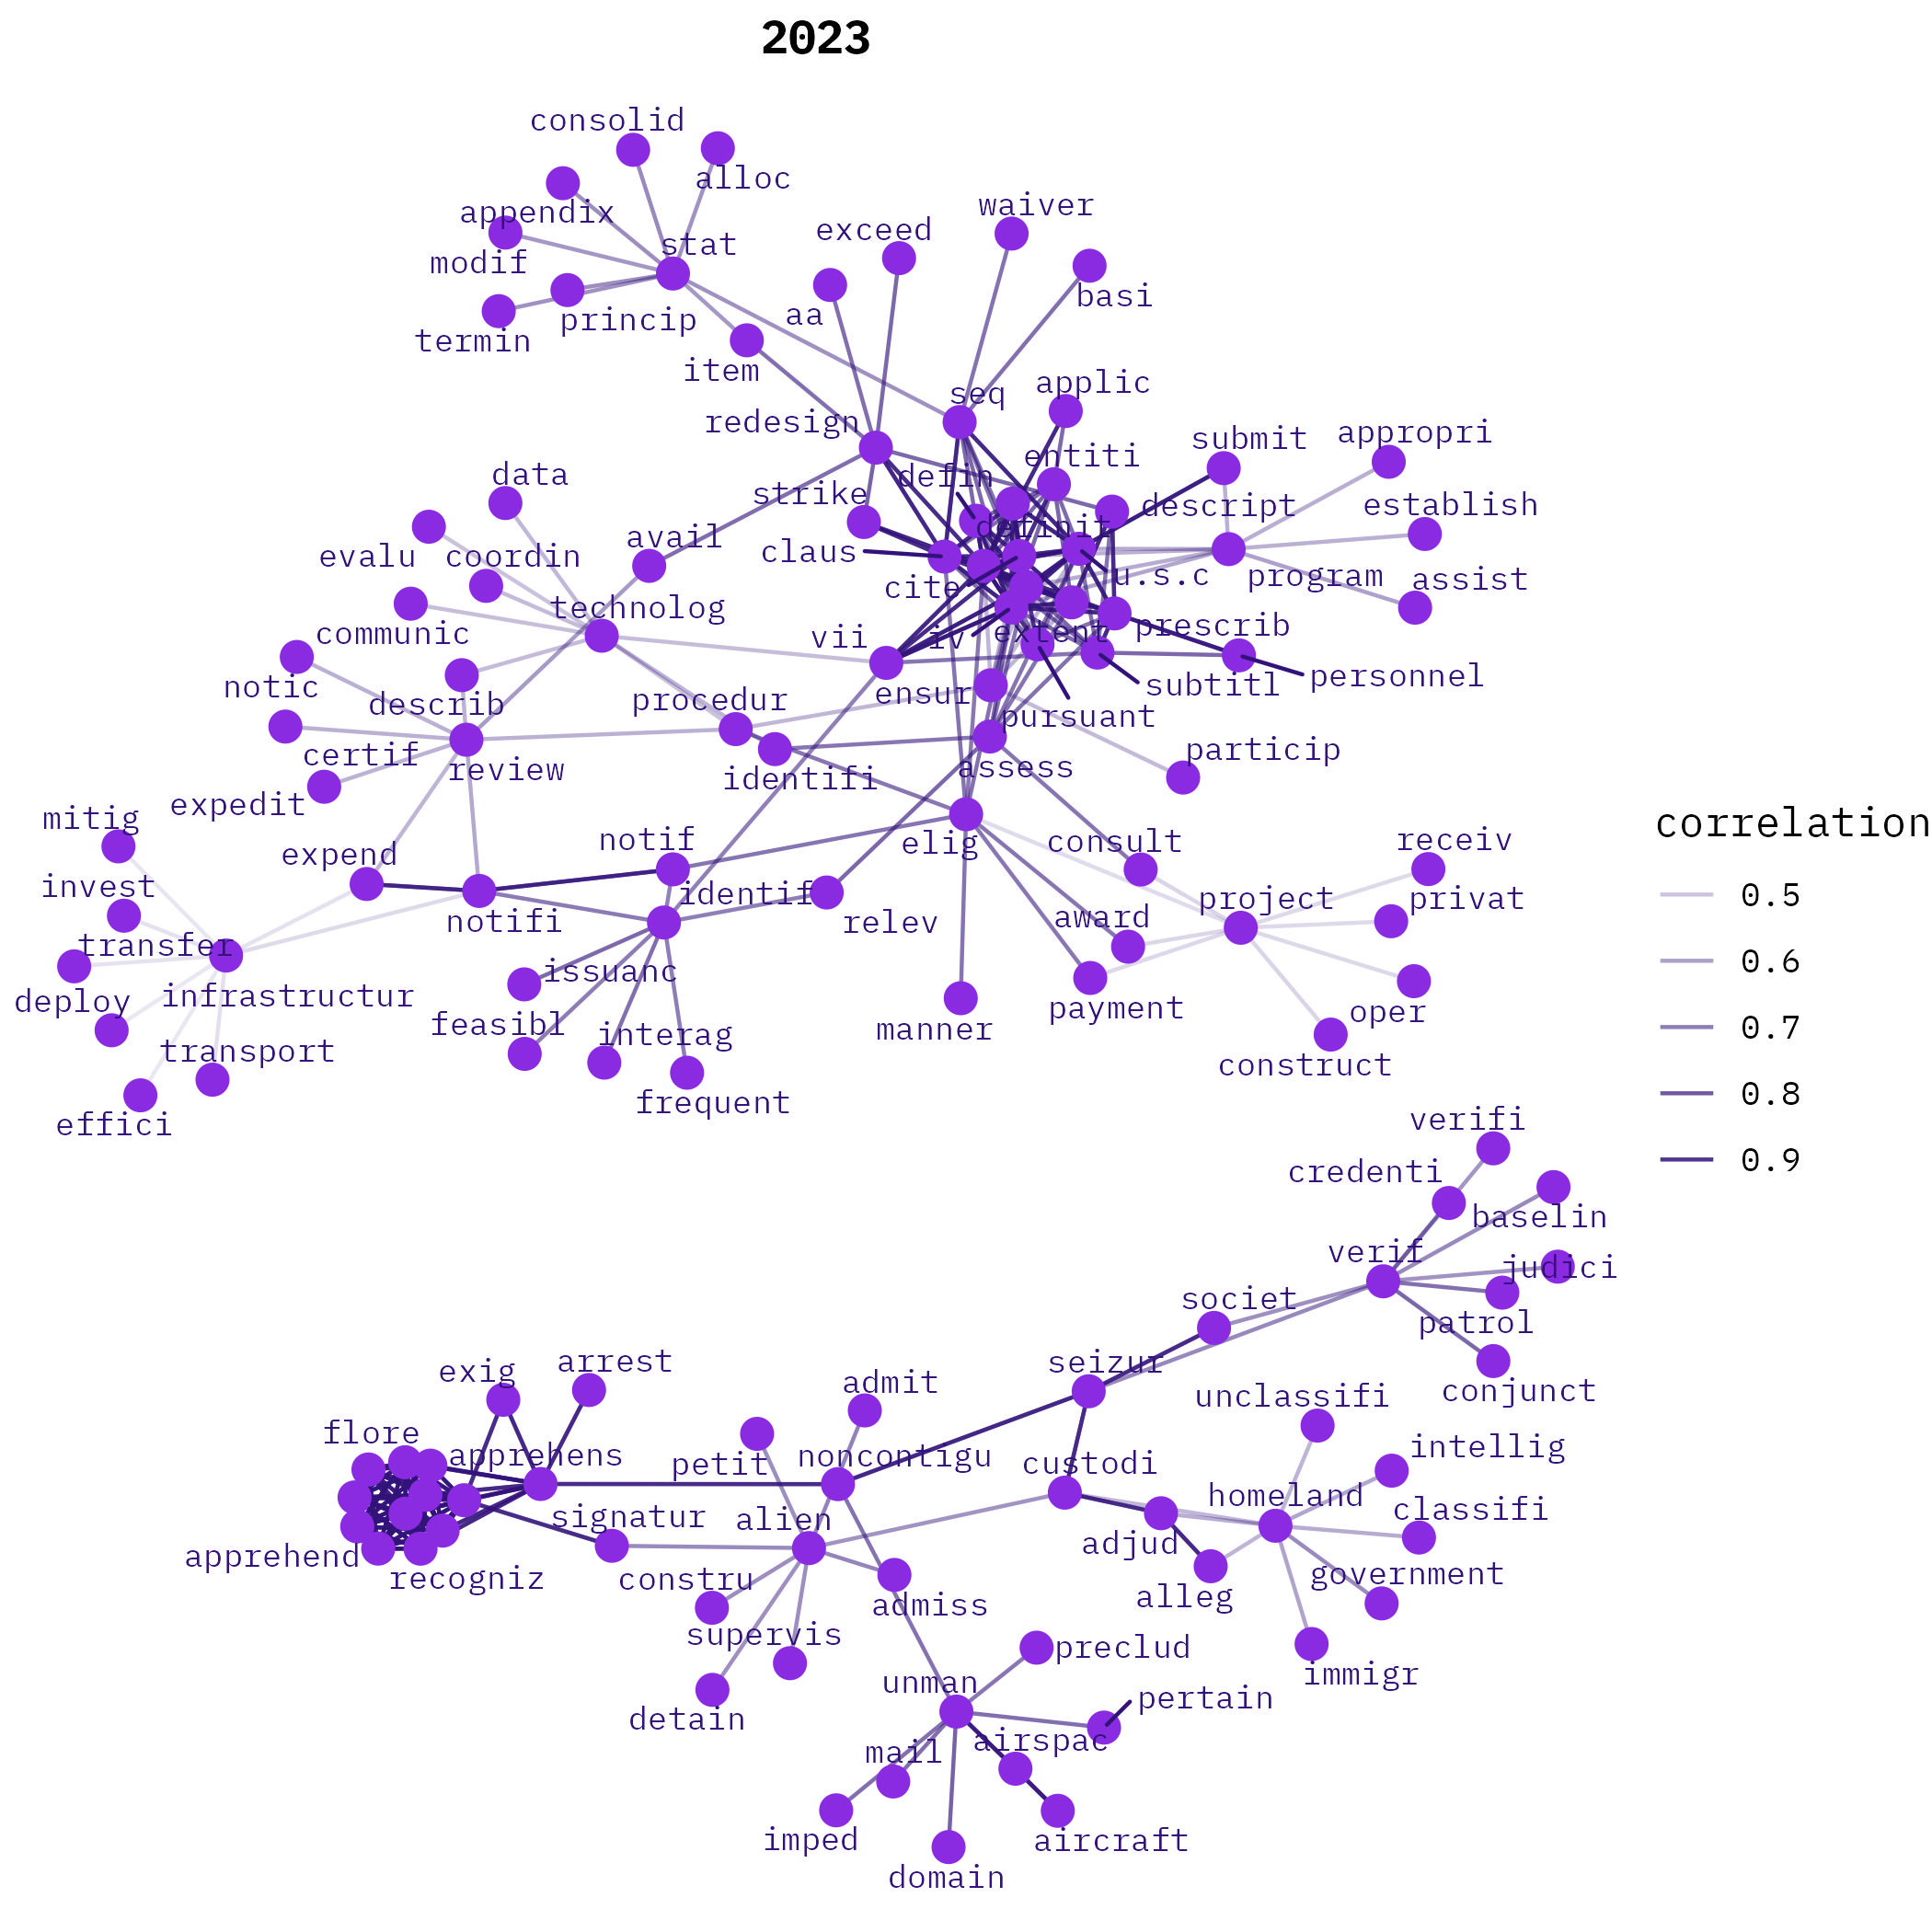 2023
consolid
alloc
appendix
waiver
exceed
stat
modif
basi
aa
princip
termin
item
applic
seq
redesign
appropri
submit
entiti
data
defin
strike
descript
establish
definit
avail
claus
evalu
coordin
u.s.c
program
assist
cite
technolog
communic
vii
iv
extent
prescrib
notic
personnel
subtitl
ensur
procedur
describ
pursuant
certif
particip
review
assess
identifi
expedit
mitig
correlation
notif
consult
receiv
elig
expend
invest
identif
0.5
project
privat
award
notifi
relev
transfer
0.6
issuanc
infrastructur
deploy
payment
oper
feasibl
manner
0.7
interag
transport
construct
0.8
frequent
effici
verifi
0.9
credenti
baselin
verif
judici
societ
patrol
arrest
seizur
exig
admit
conjunct
unclassifi
flore
intellig
apprehens
petit
noncontigu
custodi
homeland
classifi
signatur
alien
adjud
apprehend
recogniz
constru
government
alleg
admiss
supervis
preclud
immigr
unman
pertain
detain
airspac
mail
imped
aircraft
domain